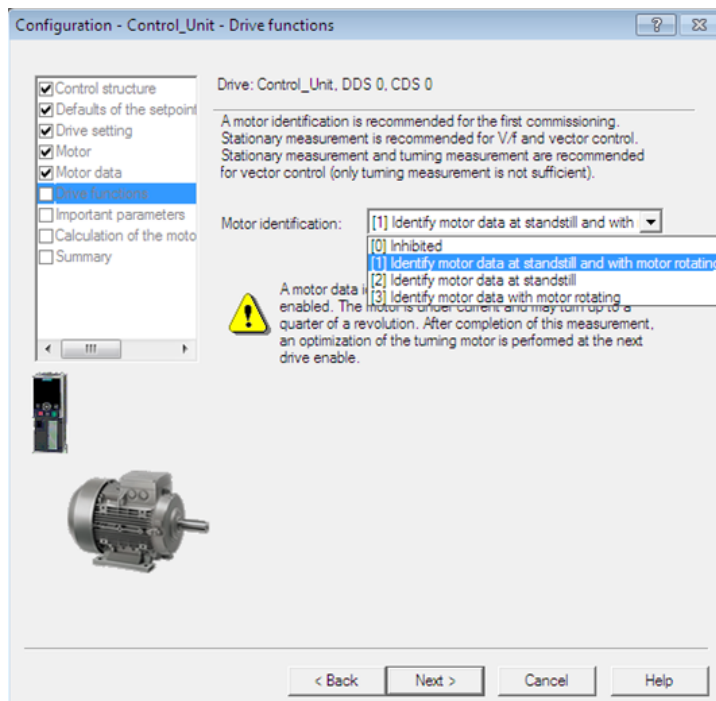 Configuration - Control_Unit - Drive functions
Control structure
Defaults of the setpoint
Drive setting
Motor
Motor data
Drive functions
Important parameters
Calculation of the moto
Summary
Drive: Control_Unit, DDS 0, CDS 0
A motor identification is recommended for the first commissioning.
Stationary measurement is recommended for V/f and vector control.
Stationary measurement and turning measurement are recommended
for vector control (only turning measurement is not sufficient).
Motor identification:
[1] Identify motor data at standstill and with
[0] Inhibited
[1] Identify motor data at standstill and with motor rotating
[2] Identify motor data at standstill
[3] Identify motor data with motor rotating
A motor data i
enabled. The motor is under current and may turn up to a
quarter of a revolution. After completion of this measurement,
an optimization of the turning motor is performed at the next
drive enable.
< Back
Next >
Cancel
Help